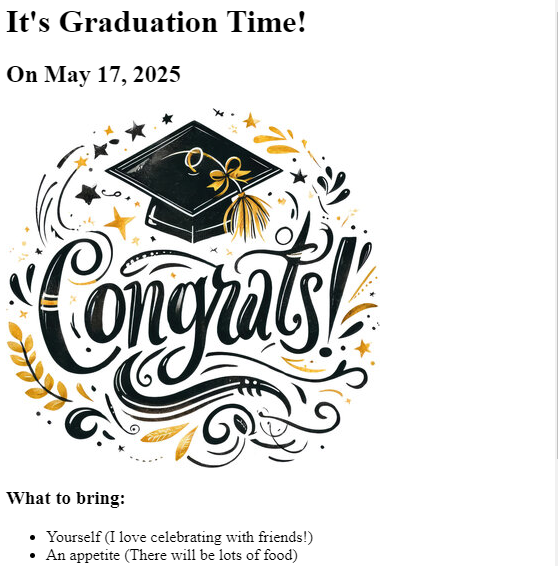 It's Graduation Time!
On May 17, 2025
Congrats!
What to bring:
Yourself (I love celebrating with friends!)
An appetite (There will be lots of food)